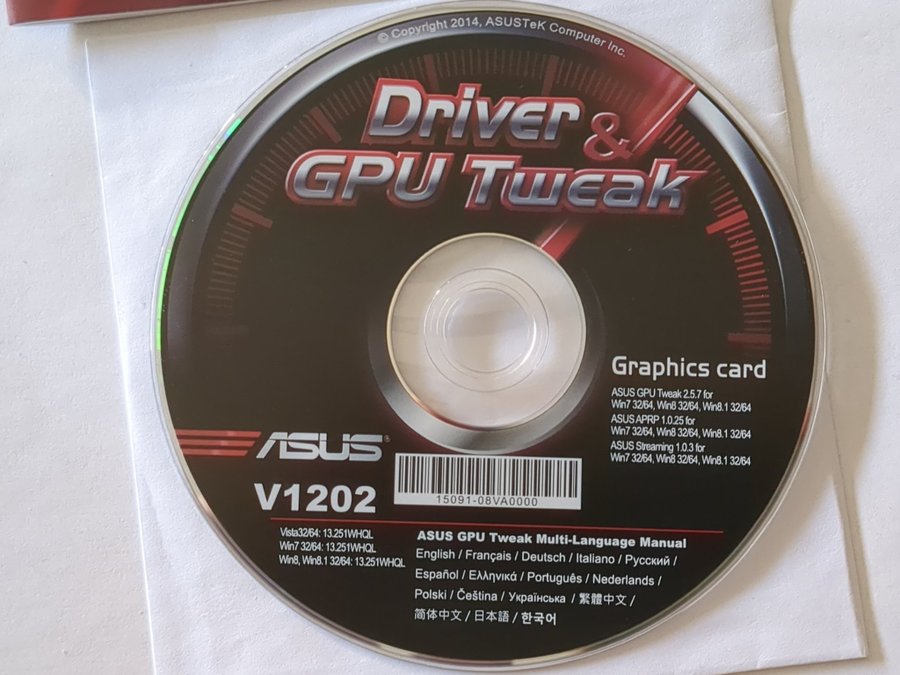 © Copyright 2014, ASUSTeK Computer Inc.
Driver &
GPU Tweak
Graphics card
ASUS GPU Tweak 2.5.7 for
Win7 32/64, Win8 32/64, Win8.1 32/64
ASUS APRP 1.0.25 for
Win7 32/64, Win8 32/64, Win8.1 32/64
ASUS Streaming 1.0.3 for
Win7 32/64, Win8 32/64, Win8.1 32/64
ASUS®
V1202
15091-08VA0000
Vista32/64: 13.251WHQL
Win7 32/64: 13.251WHQL
Win8, Win8.1 32/64: 13.251WHQL
ASUS GPU Tweak Multi-Language Manual
English / Français / Deutsch / Italiano / Русский /
Español / Ελληνικά / Português / Nederlands /
Polski / Čeština / Українська / 繁體中文 /
简体中文 / 日本語 / 한국어